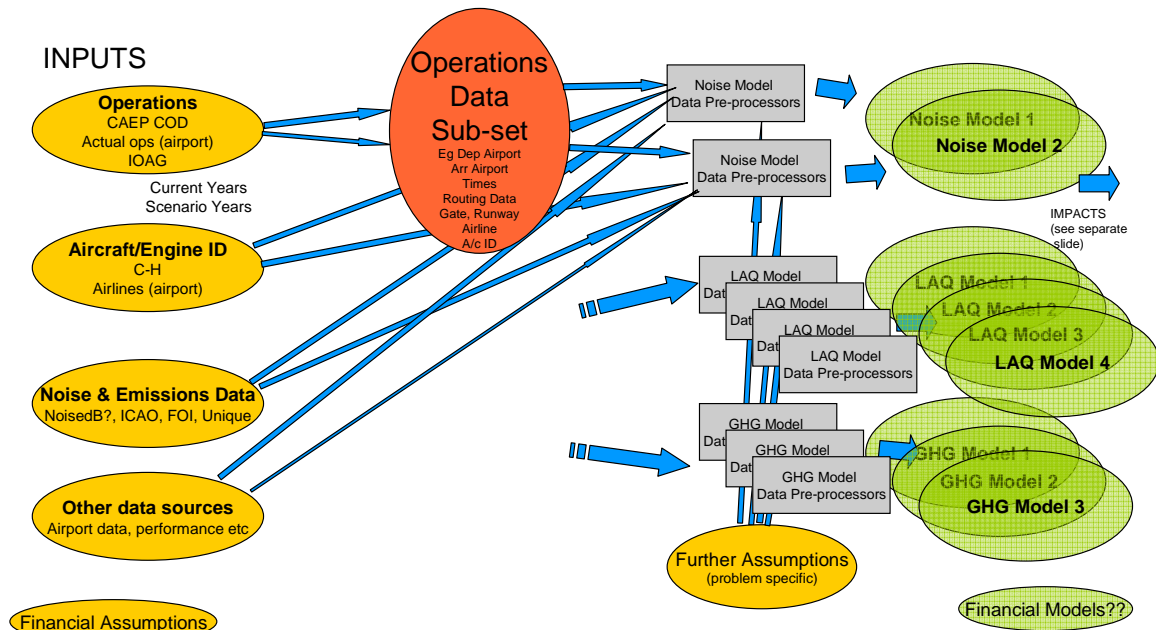 INPUTS
Operations
CAEP COD
Actual ops (airport)
IOAG
Current Years
Scenario Years
Aircraft/Engine ID
C-H
Airlines (airport)
Noise & Emissions Data
NoisedB?, ICAO, FOI, Unique
Other data sources
Airport data, performance etc
Financial Assumptions
Operations
Data
Sub-set
Eg Dep Airport
Arr Airport
Times
Routing Data
Gate, Runway
Airline
A/c ID
Noise Model
Data Pre-processors
Noise Model
Data Pre-processors
LAQ Model
Dat
LAQ Model
Dat
LAQ Model
Dat
LAQ Model
Data Pre-processors
GHG Model
Dat
GHG Model
Dat
GHG Model
Data Pre-processors
Further Assumptions
(problem specific)
Noise Model 1
Noise Model 2
IMPACTS
(see separate
slide)
LAQ Model 1
LAQ Model 2
LAQ Model 3
LAQ Model 4
GHG Model 1
GHG Model 2
GHG Model 3
Financial Models??